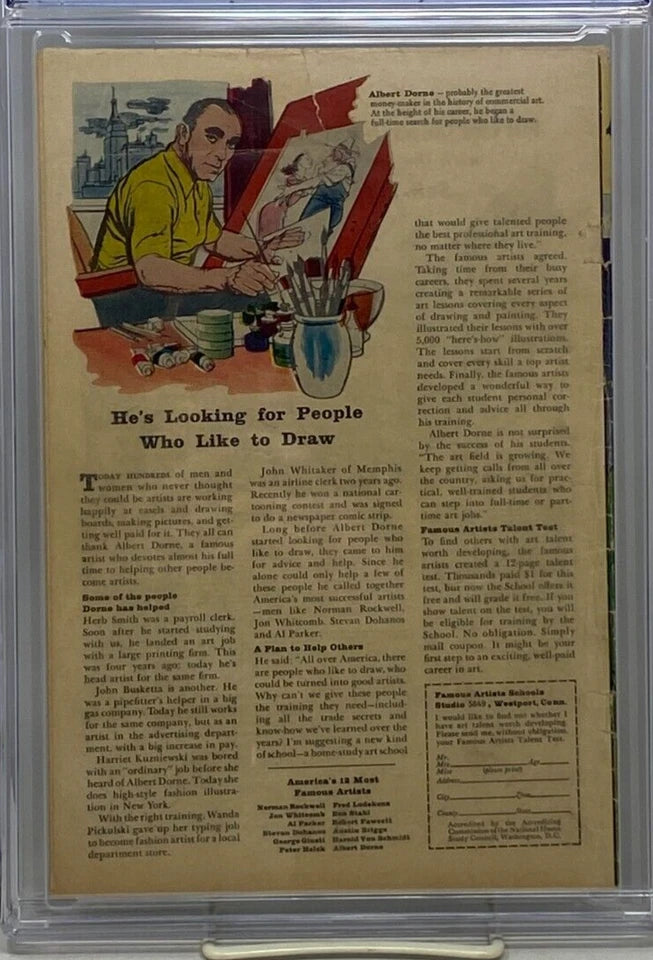 Albert Dorne — probably the greatest
money-maker in the history of commercial art.
At the height of his career, he began a
full-time search for people who like to draw.
He's Looking for People
Who Like to Draw
TODAY HUNDREDS of men and
women who never thought
they could be artists are working
happily at easels and drawing
boards, making pictures, and get-
ting well paid for it. They all can
thank Albert Dorne, a famous
artist who devotes almost his full
time to helping other people be-
come artists.
Some of the people
Dorne has helped
Herb Smith was a payroll clerk.
Soon after he started studying
with us, he landed an art job
with a large printing firm. This
was four years ago; today he's
head artist for the same firm.
John Busketta is another. He
was a pipefitter's helper in a big
gas company. Today he still works
for the same company, but as an
artist in the advertising depart-
ment, with a big increase in pay.
Harriet Kuzniewski was bored
with an "ordinary" job before she
heard of Albert Dorne. Today she
does high-style fashion illustra-
tion in New York.
With the right training, Wanda
Pickulski gave up her typing job
to become fashion artist for a local
department store.
John Whitaker of Memphis
was an airline clerk two years ago.
Recently he won a national car-
tooning contest and was signed
to do a newspaper comic strip.
Long before Albert Dorne
started looking for people who
like to draw, they came to him
for advice and help. Since he
alone could only help a few of
these people he called together
America's most successful artists
—men like Norman Rockwell,
Jon Whitcomb, Stevan Dohanos
and Al Parker.
A Plan to Help Others
He said: "All over America, there
are people who like to draw, who
could be turned into good artists.
Why can't we give these people
the training they need—includ-
ing all the trade secrets and
know-how we've learned over the
years? I'm suggesting a new kind
of school—a home-study art school
America's 12 Most
Famous Artists
Norman Rockwell
Jon Whitcomb
Al Parker
Stevan Dohanos
George Giusti
Peter Helck
Fred Ludekens
Ben Stahl
Robert Fawcett
Austin Briggs
Harold Von Schmidt
Albert Dorne
that would give talented people
the best professional art training,
no matter where they live."
The famous artists agreed.
Taking time from their busy
careers, they spent several years
creating a remarkable series of
art lessons covering every aspect
of drawing and painting. They
illustrated their lessons with over
5,000 "here's-how" illustrations.
The lessons start from scratch
and cover every skill a top artist
needs. Finally, the famous artists
developed a wonderful way to
give each student personal cor-
rection and advice all through
his training.
Albert Dorne is not surprised
by the success of his students.
"The art field is growing. We
keep getting calls from all over
the country, asking us for prac-
tical, well-trained students who
can step into full-time or part-
time art jobs."
Famous Artists Talent Test
To find others with art talent
worth developing, the famous
artists created a 12-page talent
test. Thousands paid $1 for this
test, but now the School offers it
free and will grade it free. If you
show talent on the test, you will
be eligible for training by the
School. No obligation. Simply
mail coupon. It might be your
first step to an exciting, well-paid
career in art.
Famous Artists Schools
Studio 5849, Westport, Conn.
I would like to find out whether I
have art talent worth developing.
Please send me, without obligation,
your Famous Artists Talent Test.
Mr.
Mrs. Age
Miss (please print)
Address
City Zone
County State
Accredited by the Accrediting
Commission of the National Home
Study Council, Washington, D.C.